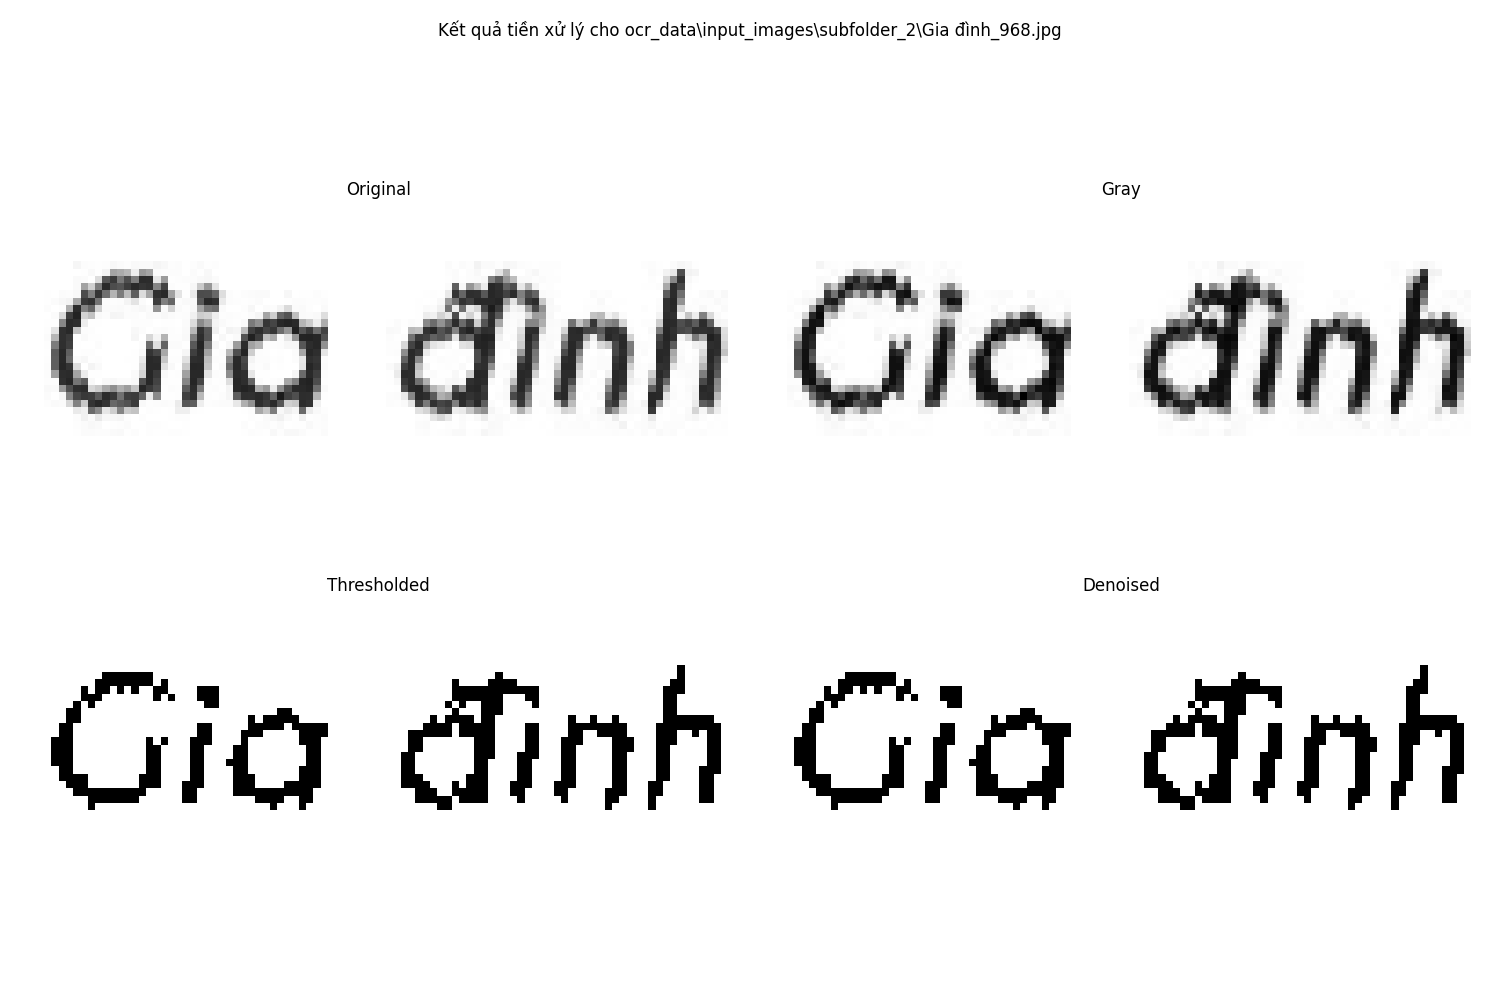 Kết quả tiền xử lý cho ocr_data\input_images\subfolder_2\Gia đình_968.jpg
Original
Gray
Gia đình
Gia đình
Thresholded
Denoised
Gia đình
Gia đình